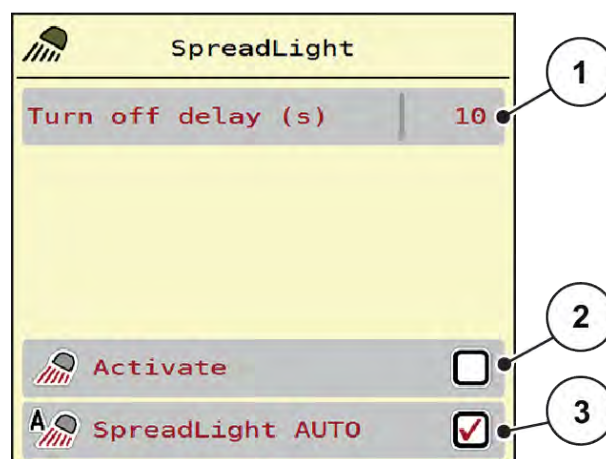 SpreadLight
1
Turn off delay (s) 10
2
Activate
A
3
SpreadLight AUTO